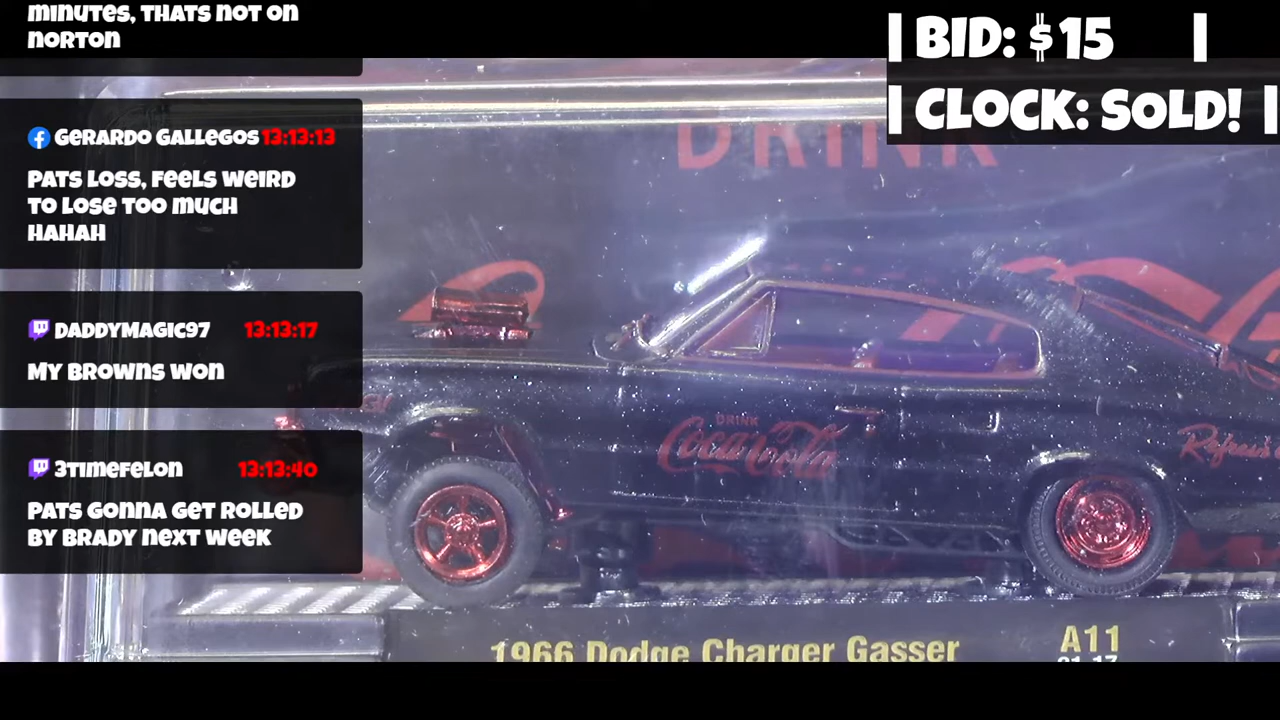 minutes, thats not on
norton
Gerardo Gallegos 13:13:13
Pats loss, feels weird
to lose too much
hahah
DADDYMAGIC97 13:13:17
My Browns won
3TimeFelon 13:13:40
Pats gonna get rolled
by Brady next week
| BID: $15 |
| CLOCK: SOLD! |
DRINK
DRINK
Coca-Cola
1966 Dodge Charger Gasser
A11
21-17